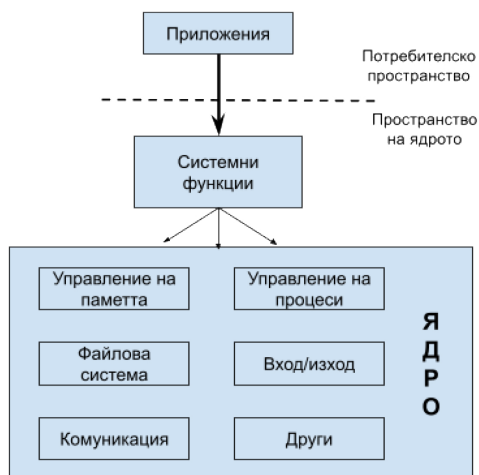 Приложения
Потребителско
пространство
Пространство
на ядрото
Системни
функции
Управление на
паметта
Управление на
процеси
Файлова
система
Вход/изход
Комуникация
Други
Я
Д
Р
О